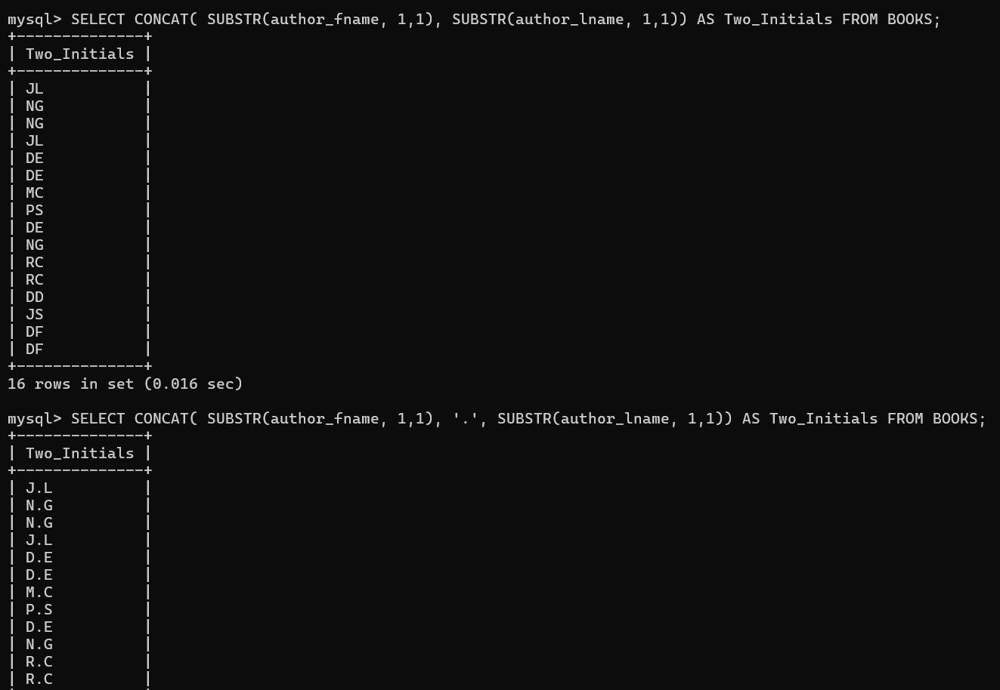 mysql> SELECT CONCAT( SUBSTR(author_fname, 1,1), SUBSTR(author_lname, 1,1)) AS Two_Initials FROM BOOKS;
+--------------+
| Two_Initials |
+--------------+
| JL           |
| NG           |
| NG           |
| JL           |
| DE           |
| DE           |
| MC           |
| PS           |
| DE           |
| NG           |
| RC           |
| RC           |
| DD           |
| JS           |
| DF           |
| DF           |
+--------------+
16 rows in set (0.016 sec)

mysql> SELECT CONCAT( SUBSTR(author_fname, 1,1), '.', SUBSTR(author_lname, 1,1)) AS Two_Initials FROM BOOKS;
+--------------+
| Two_Initials |
+--------------+
| J.L          |
| N.G          |
| N.G          |
| J.L          |
| D.E          |
| D.E          |
| M.C          |
| P.S          |
| D.E          |
| N.G          |
| R.C          |
| R.C          |